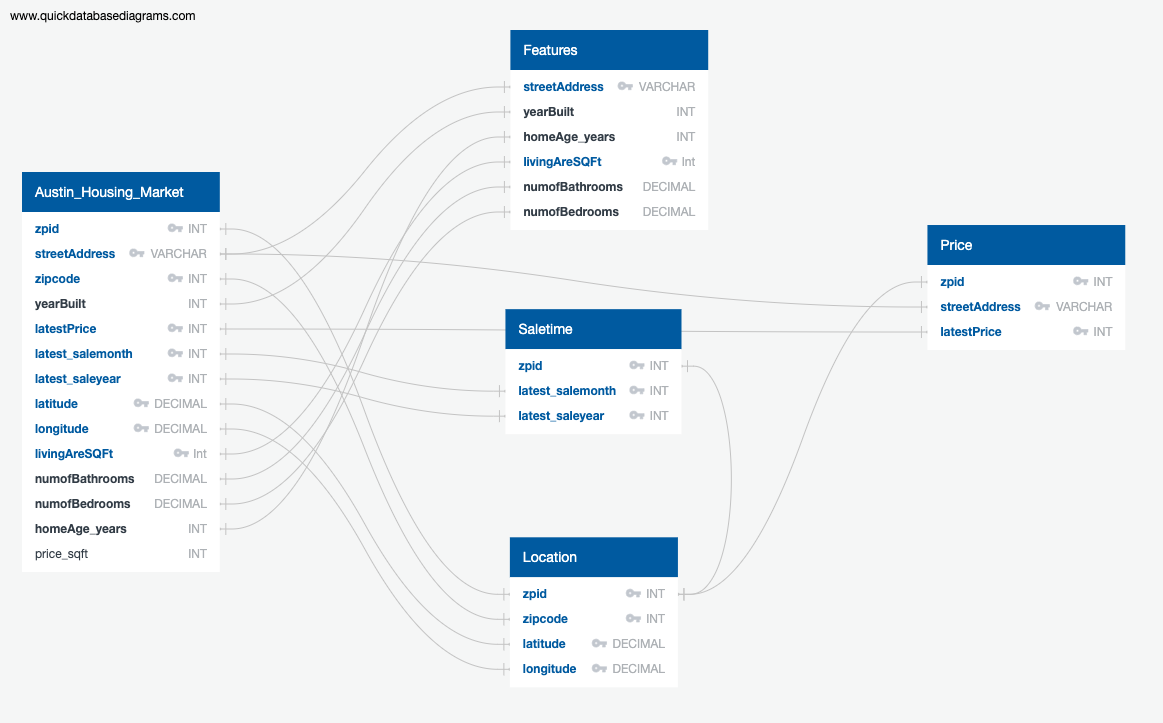 www.quickdatabasediagrams.com
Features
streetAddress VARCHAR
yearBuilt INT
homeAge_years INT
livingAreSQFt Int
numofBathrooms DECIMAL
numofBedrooms DECIMAL
Austin_Housing_Market
zpid INT
streetAddress VARCHAR
zipcode INT
yearBuilt INT
latestPrice INT
latest_salemonth INT
latest_saleyear INT
latitude DECIMAL
longitude DECIMAL
livingAreSQFt Int
numofBathrooms DECIMAL
numofBedrooms DECIMAL
homeAge_years INT
price_sqft INT
Price
zpid INT
streetAddress VARCHAR
latestPrice INT
Saletime
zpid INT
latest_salemonth INT
latest_saleyear INT
Location
zpid INT
zipcode INT
latitude DECIMAL
longitude DECIMAL